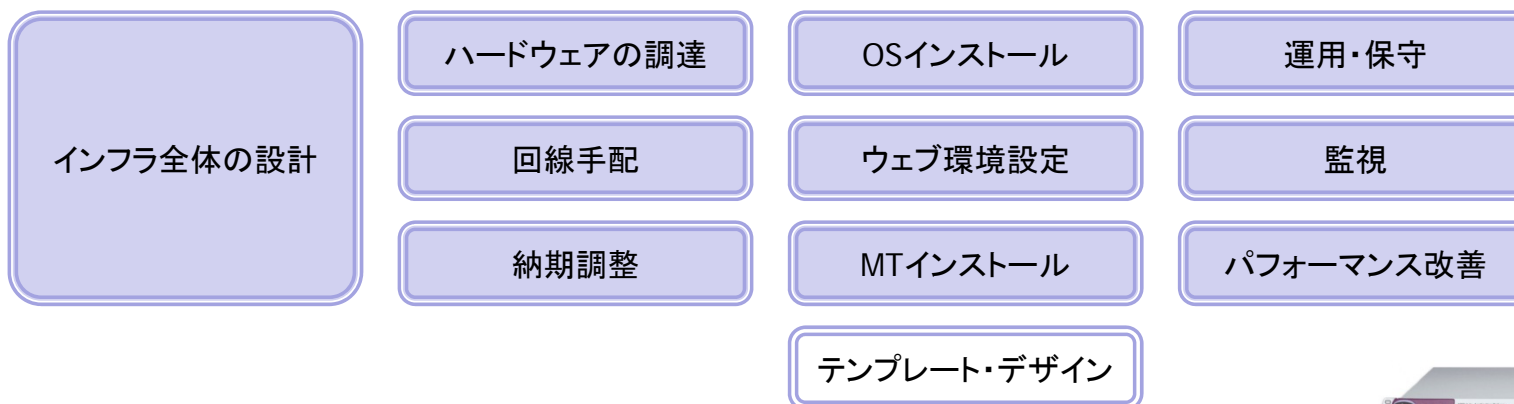 インフラ全体の設計
ハードウェアの調達
回線手配
納期調整
OSインストール
ウェブ環境設定
MTインストール
テンプレート・デザイン
運用・保守
監視
パフォーマンス改善